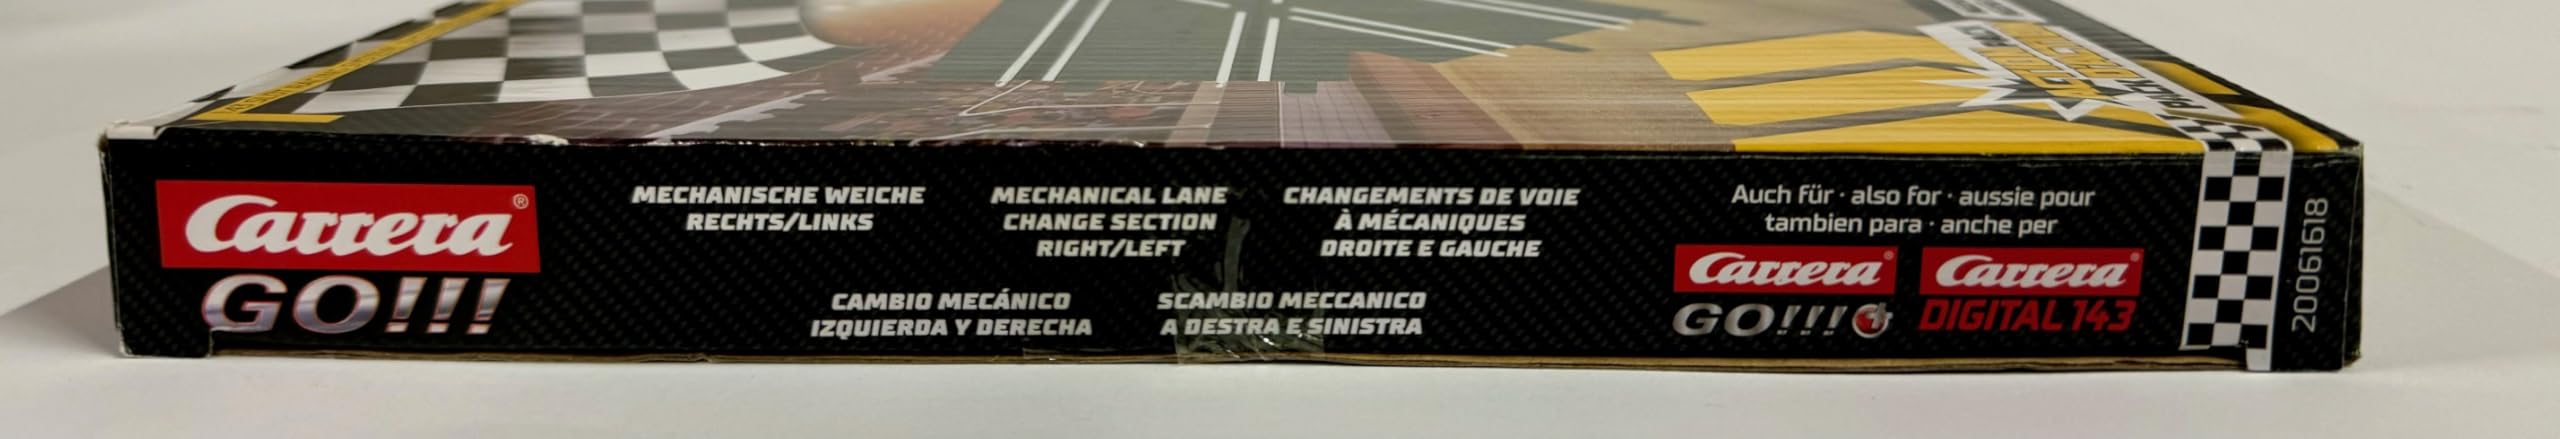 Carrera®
GO!!!
MECHANISCHE WEICHE
RECHTS/LINKS
MECHANICAL LANE
CHANGE SECTION
RIGHT/LEFT
CHANGEMENTS DE VOIE
À MÉCANIQUES
DROITE E GAUCHE
CAMBIO MECÁNICO
IZQUIERDA Y DERECHA
SCAMBIO MECCANICO
A DESTRA E SINISTRA
Auch für · also for · aussie pour
tambien para · anche per
Carrera®
GO!!!+
Carrera®
DIGITAL 143
20061618